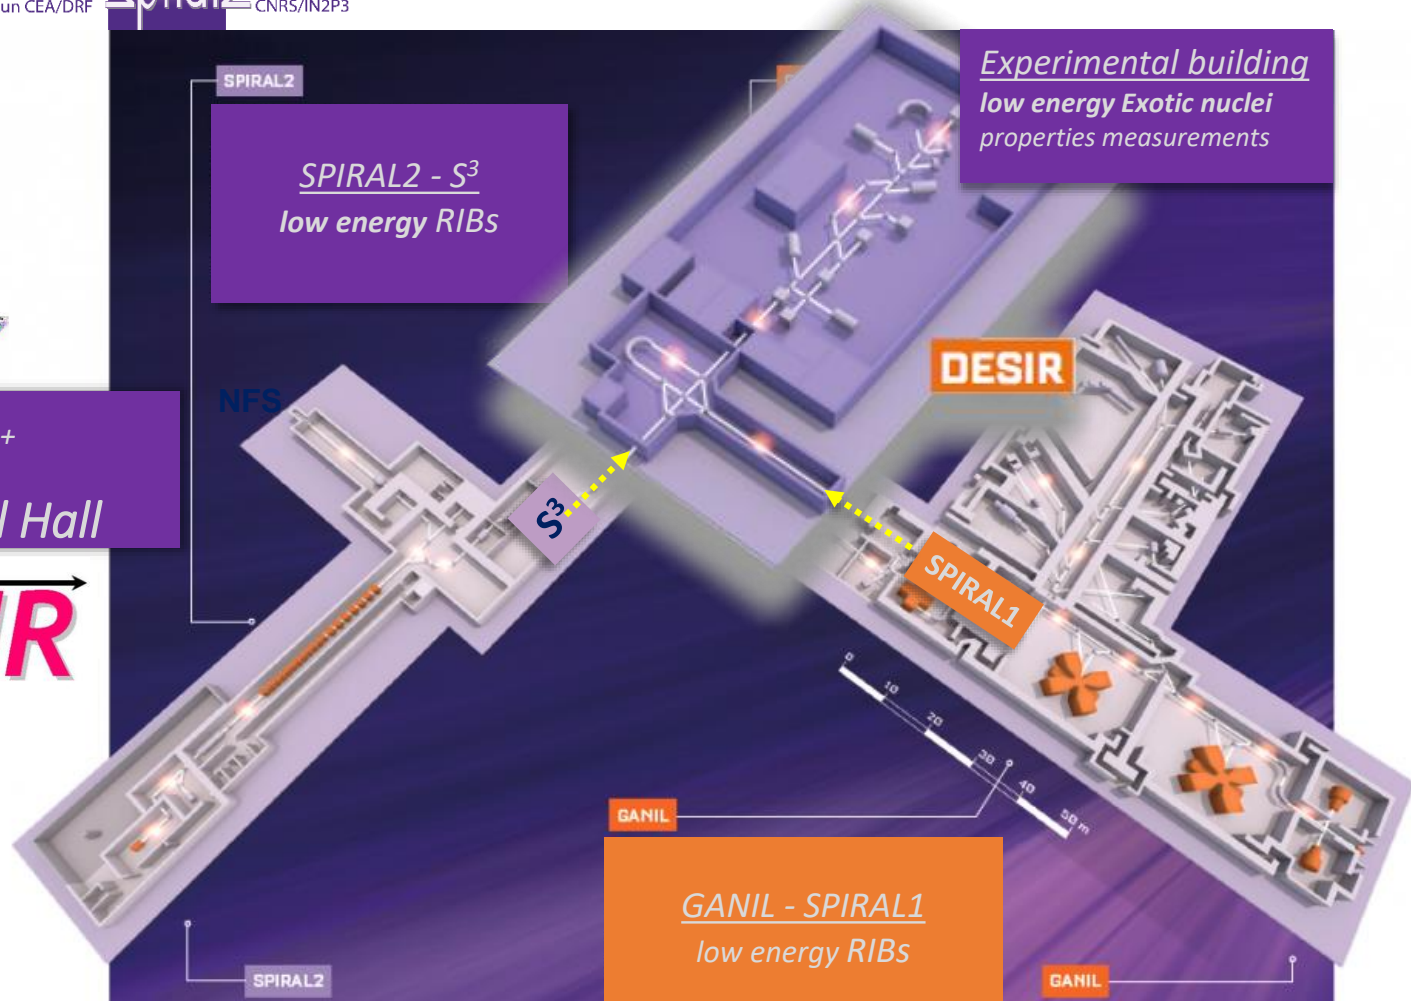 un CEA/DRF
Spiral2
CNRS/IN2P3
SPIRAL2
Experimental building
low energy Exotic nuclei
properties measurements
SPIRAL2 - S³
low energy RIBs
DESIR
NFS
+
l Hall
S³
SPIRAL1
IR
0
10
20
30
40
50 m
GANIL
GANIL - SPIRAL1
low energy RIBs
SPIRAL2
GANIL